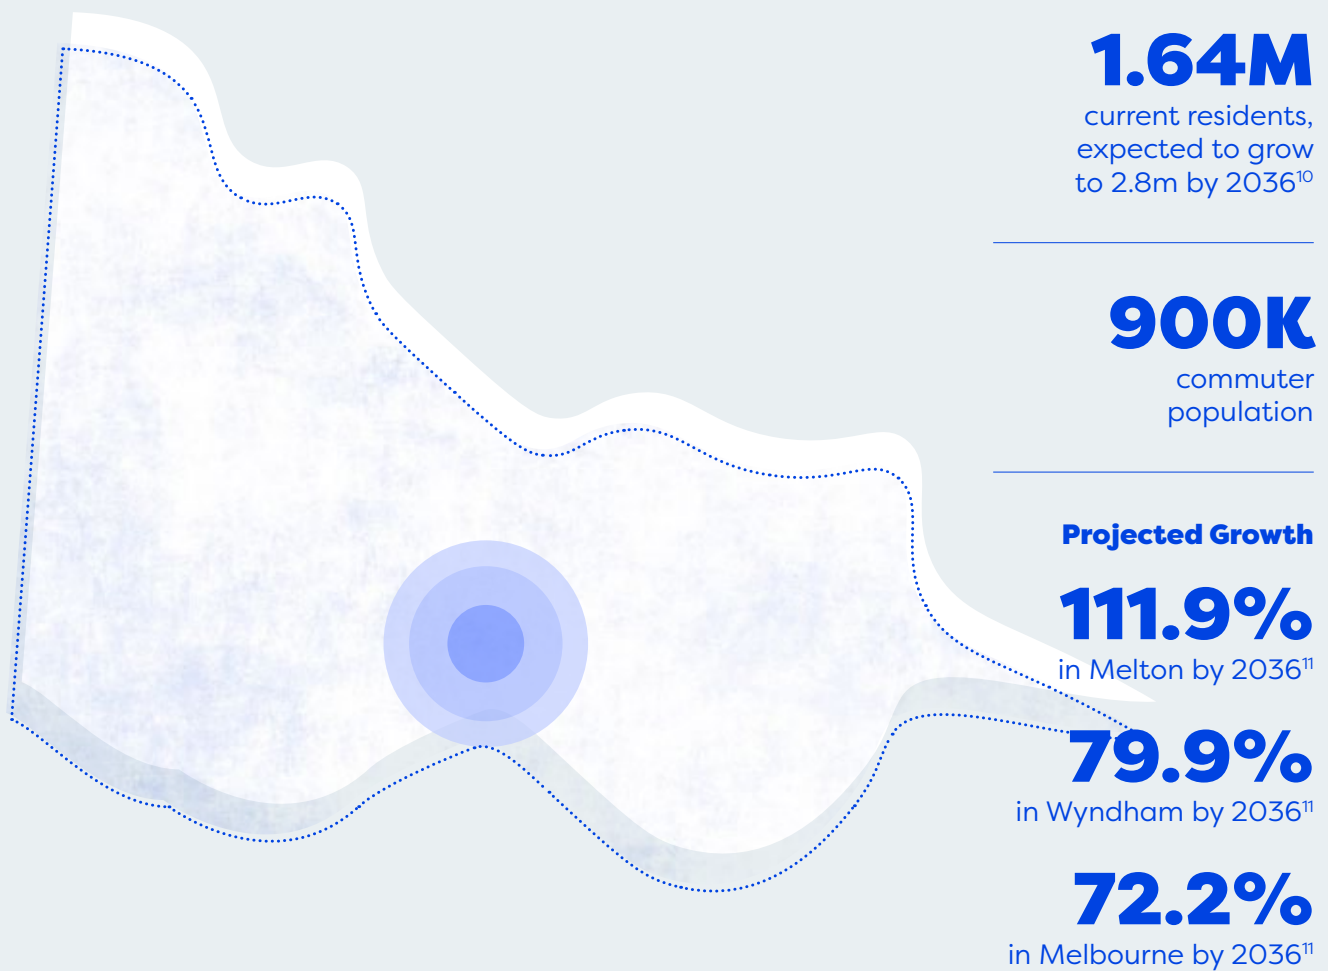 1.64M
current residents,
expected to grow
to 2.8m by 2036¹⁰
900K
commuter
population
Projected Growth
111.9%
in Melton by 2036¹¹
79.9%
in Wyndham by 2036¹¹
72.2%
in Melbourne by 2036¹¹